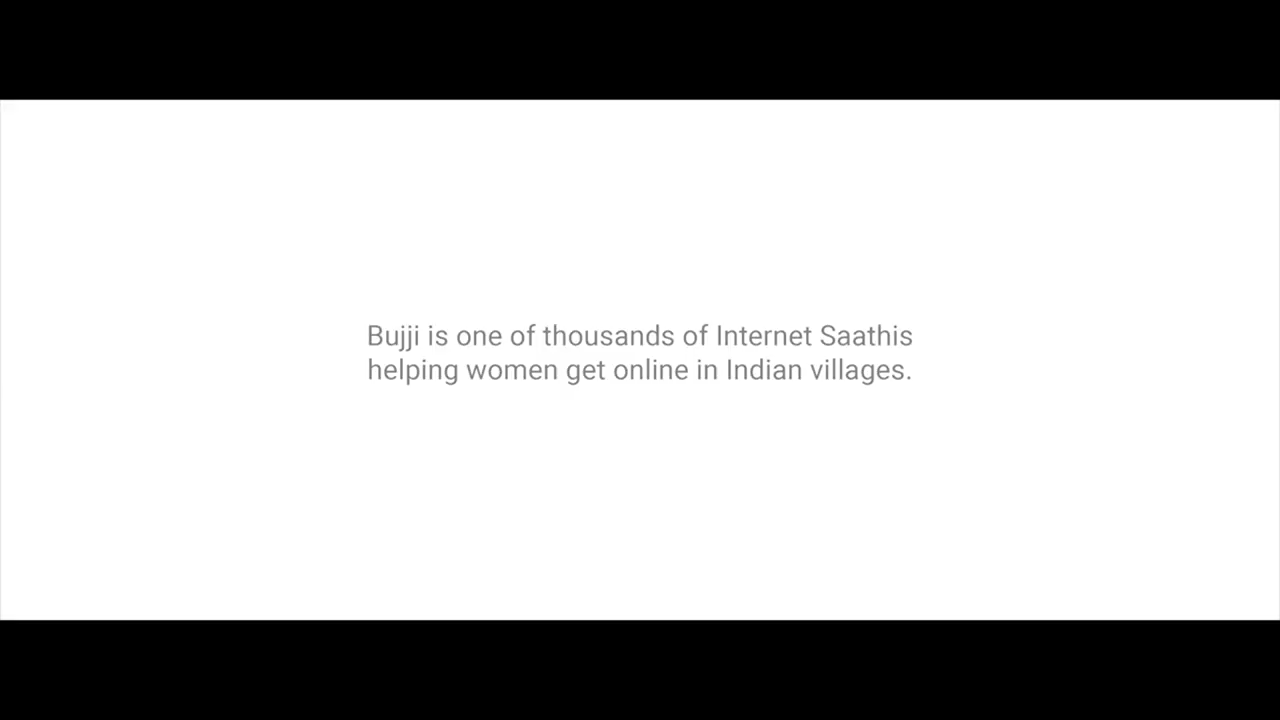 Bujji is one of thousands of Internet Saathis
helping women get online in Indian villages.